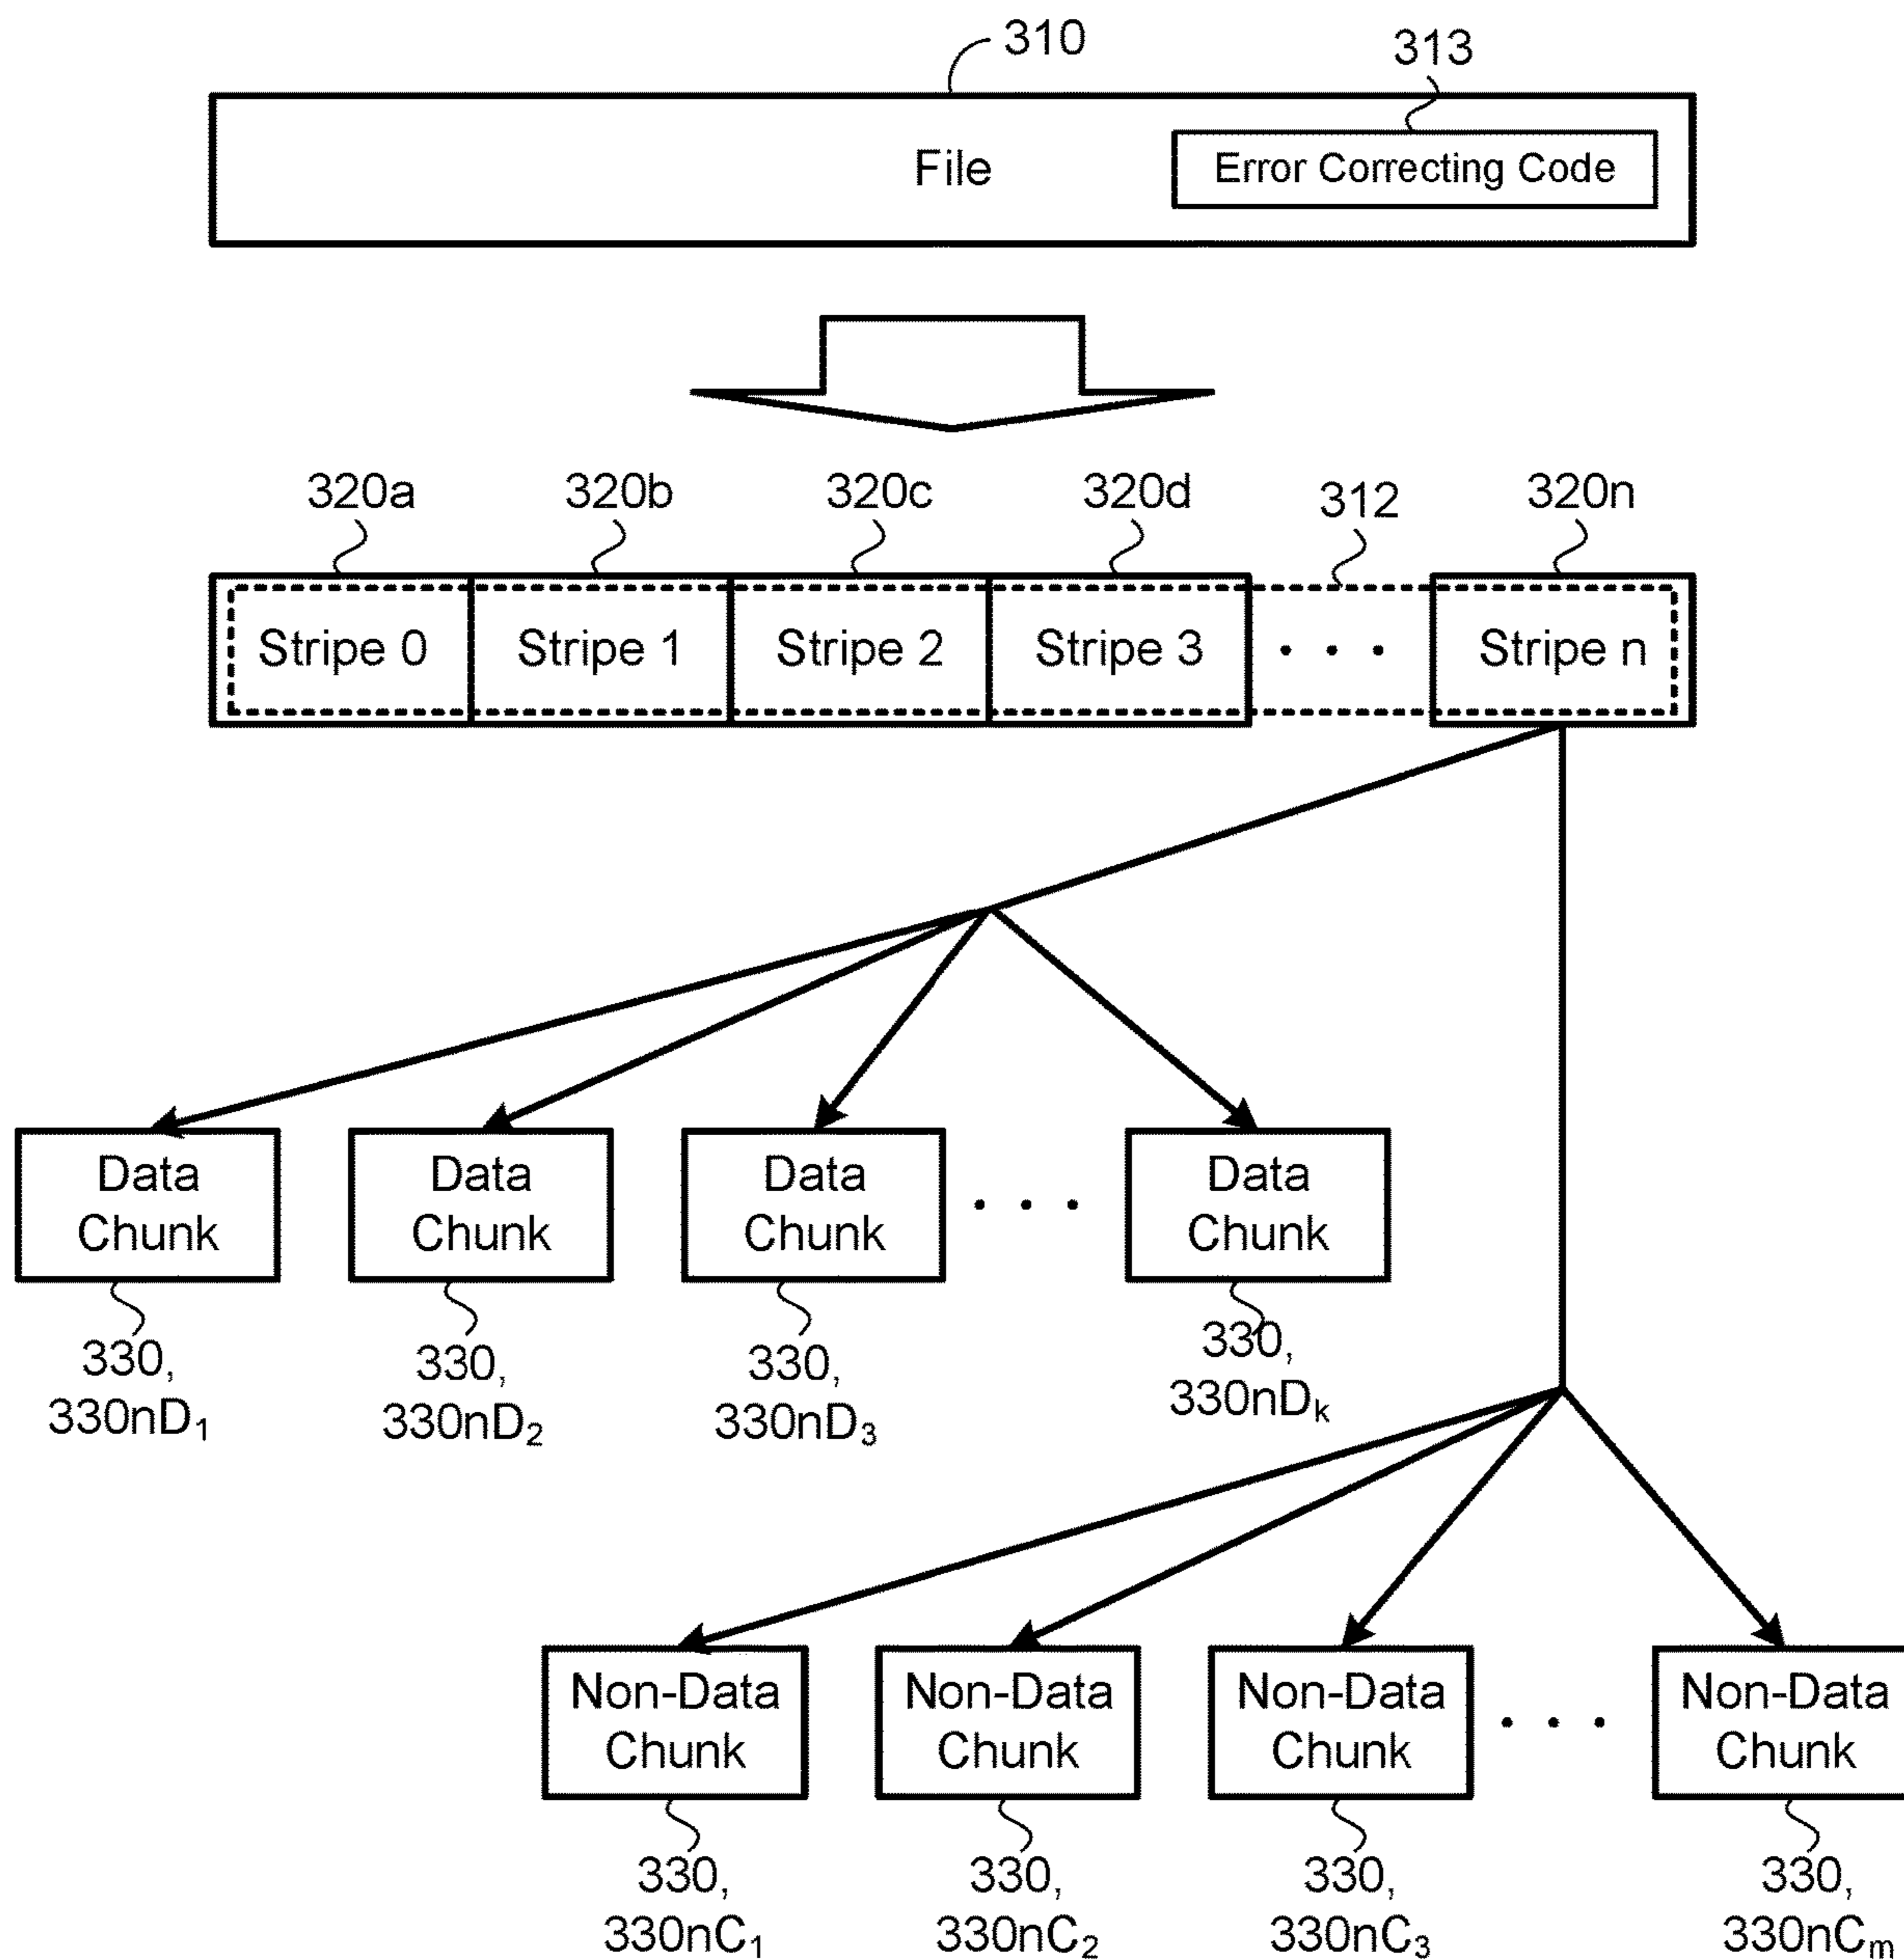 310
313
File
Error Correcting Code
320a 320b 320c 320d 312 320n
Stripe 0 Stripe 1 Stripe 2 Stripe 3 . . . Stripe n
Data
Chunk
Data
Chunk
Data
Chunk
. . .
Data
Chunk
330,
330nD₁
330,
330nD₂
330,
330nD₃
330,
330nDₖ
Non-Data
Chunk
Non-Data
Chunk
Non-Data
Chunk
. . .
Non-Data
Chunk
330,
330nC₁
330,
330nC₂
330,
330nC₃
330,
330nCₘ